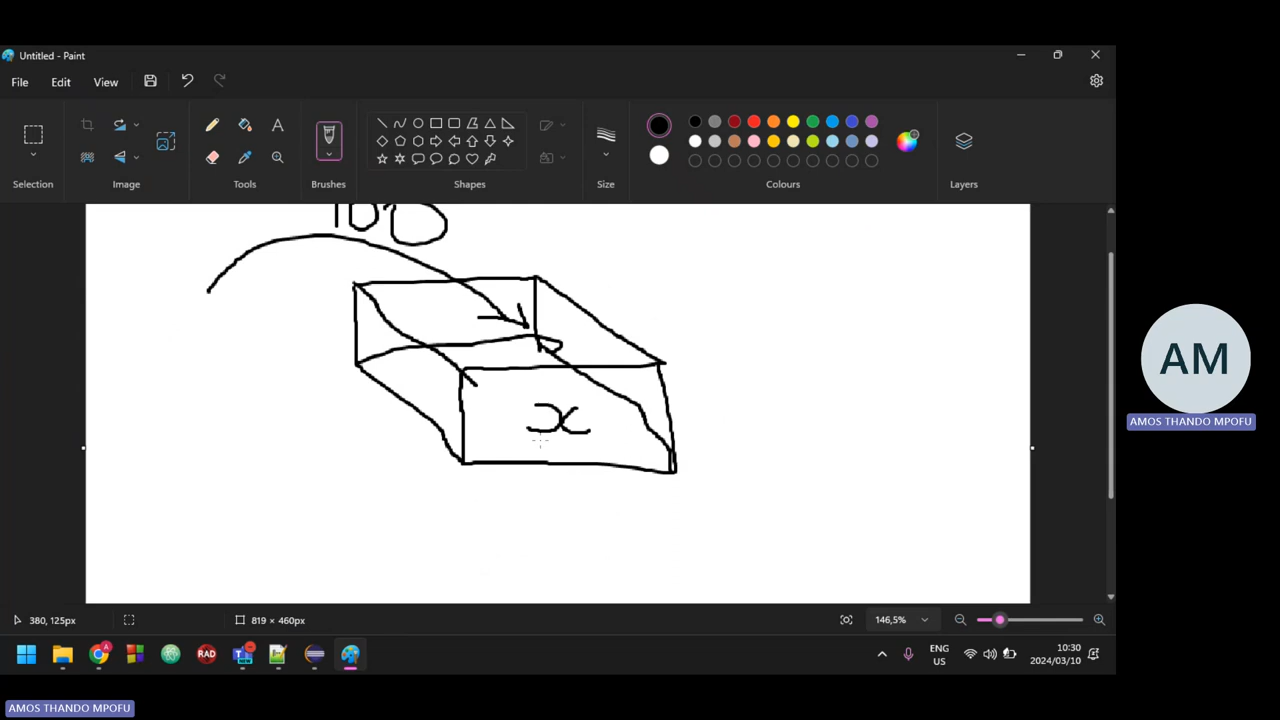 Untitled - Paint
File
Edit
View
Selection
Image
Tools
Brushes
Shapes
Size
Colours
Layers
x
AM
AMOS THANDO MPOFU
380, 125px
819 × 460px
146,5%
RAD
A
ENG
US
10:30
2024/03/10
AMOS THANDO MPOFU